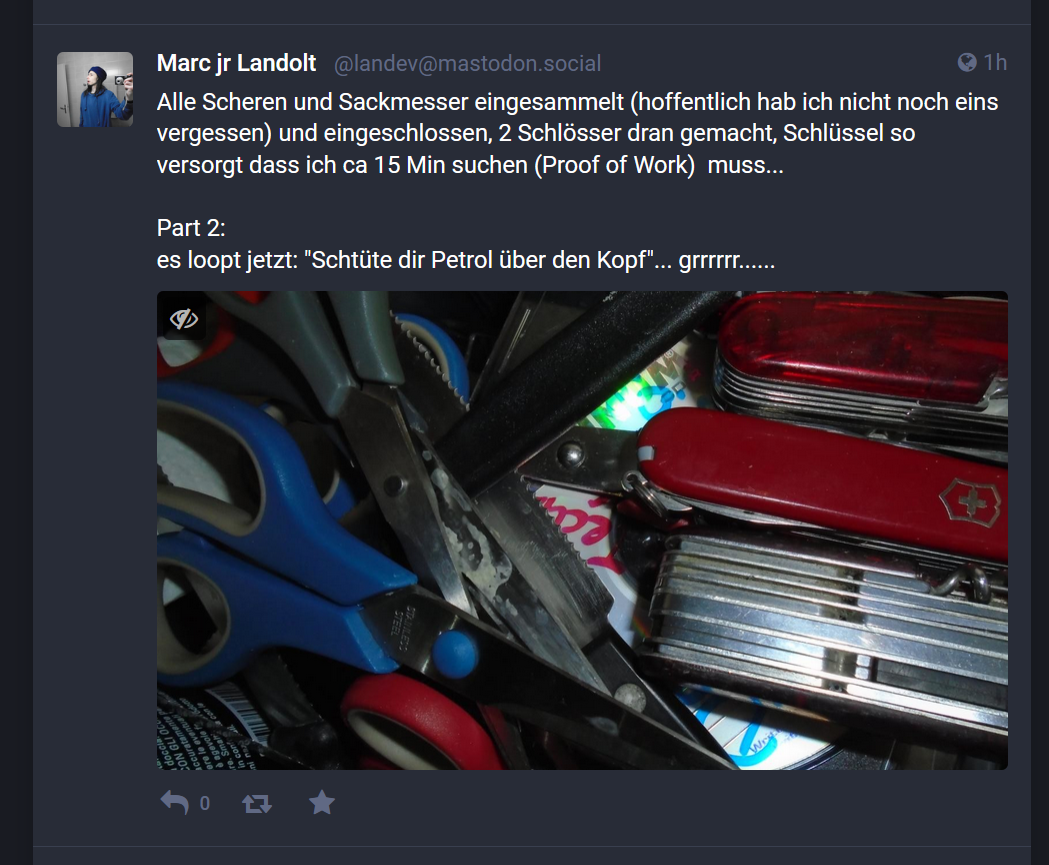 Marc jr Landolt @landev@mastodon.social 1h
Alle Scheren und Sackmesser eingesammelt (hoffentlich hab ich nicht noch eins
vergessen) und eingeschlossen, 2 Schlösser dran gemacht, Schlüssel so
versorgt dass ich ca 15 Min suchen (Proof of Work)  muss...
Part 2:
es loopt jetzt: "Schtüte dir Petrol über den Kopf"... grrrrrr......
STAINLESS
STEEL
0